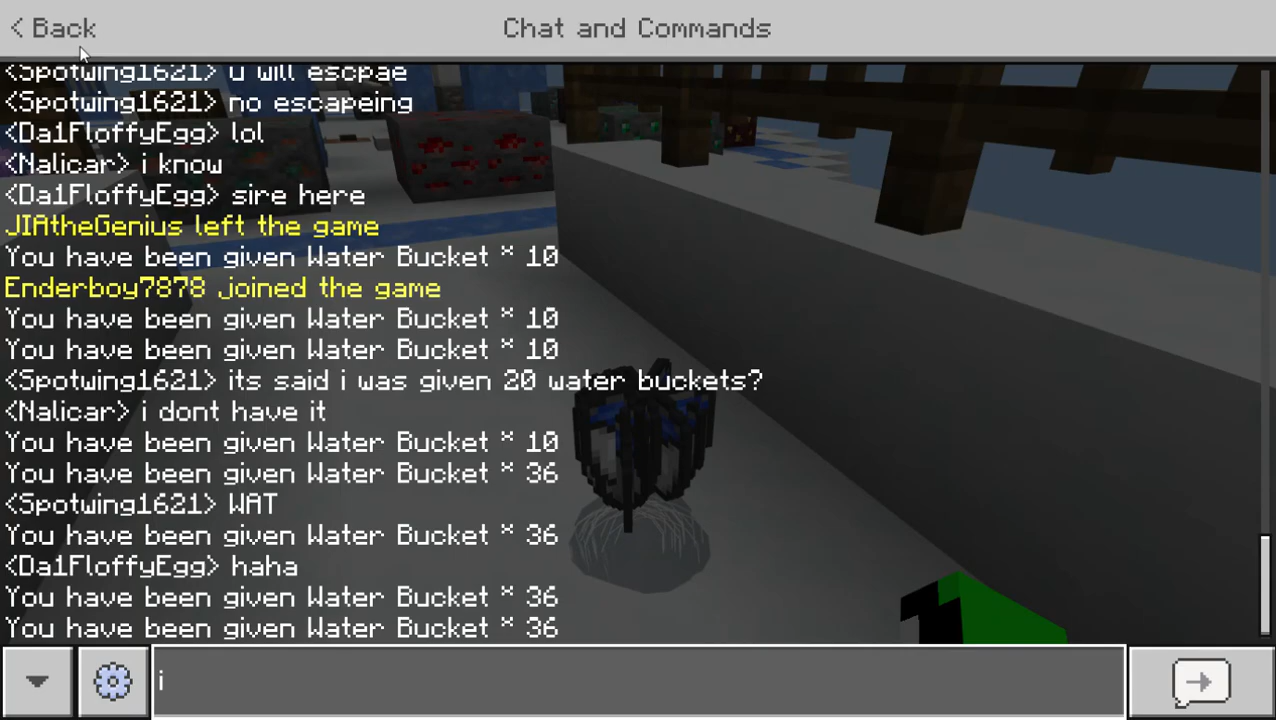 < Back
Chat and Commands
<Spotwing1621> u will escpae
<Spotwing1621> no escapeing
<Da1FloffyEgg> lol
<Nalicar> i know
<Da1FloffyEgg> sire here
JIAtheGenius left the game
You have been given Water Bucket * 10
Enderboy7878 joined the game
You have been given Water Bucket * 10
You have been given Water Bucket * 10
<Spotwing1621> its said i was given 20 water buckets?
<Nalicar> i dont have it
You have been given Water Bucket * 10
You have been given Water Bucket * 36
<Spotwing1621> WAT
You have been given Water Bucket * 36
<Da1FloffyEgg> haha
You have been given Water Bucket * 36
You have been given Water Bucket * 36
i